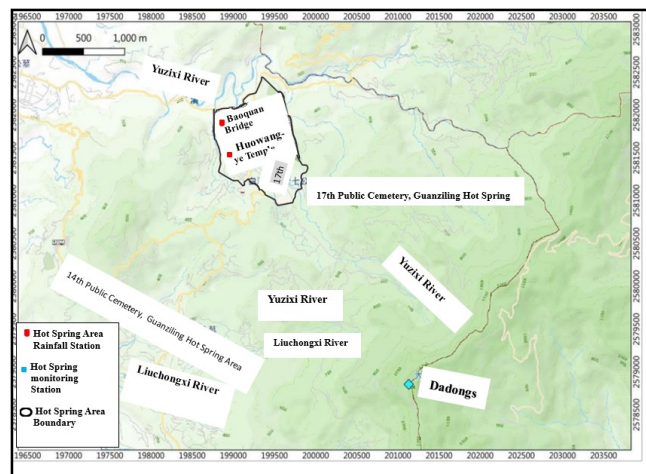 196500 197000 197500 198000 198500 199000 199500 200000 200500 201000 201500 202000 202500 203000 203500
0 500 1,000 m
Yuzixi River
Baoquan
Bridge
Huowang-
ye Temp'
17th
17th Public Cemetery, Guanziling Hot Spring
Yuzixi River
Yuzixi River
14th Public Cemetery, Guanziling Hot Spring Area
Liuchongxi River
Liuchongxi River
Dadongs
Hot Spring Area
Rainfall Station
Hot Spring
monitoring
Station
Hot Spring Area
Boundary
2583000
2582500
2582000
2581500
2581000
2580500
2580000
2579500
2579000
2578500
196500 197000 197500 198000 198500 199000 199500 200000 200500 201000 201500 202000 202500 203000 203500